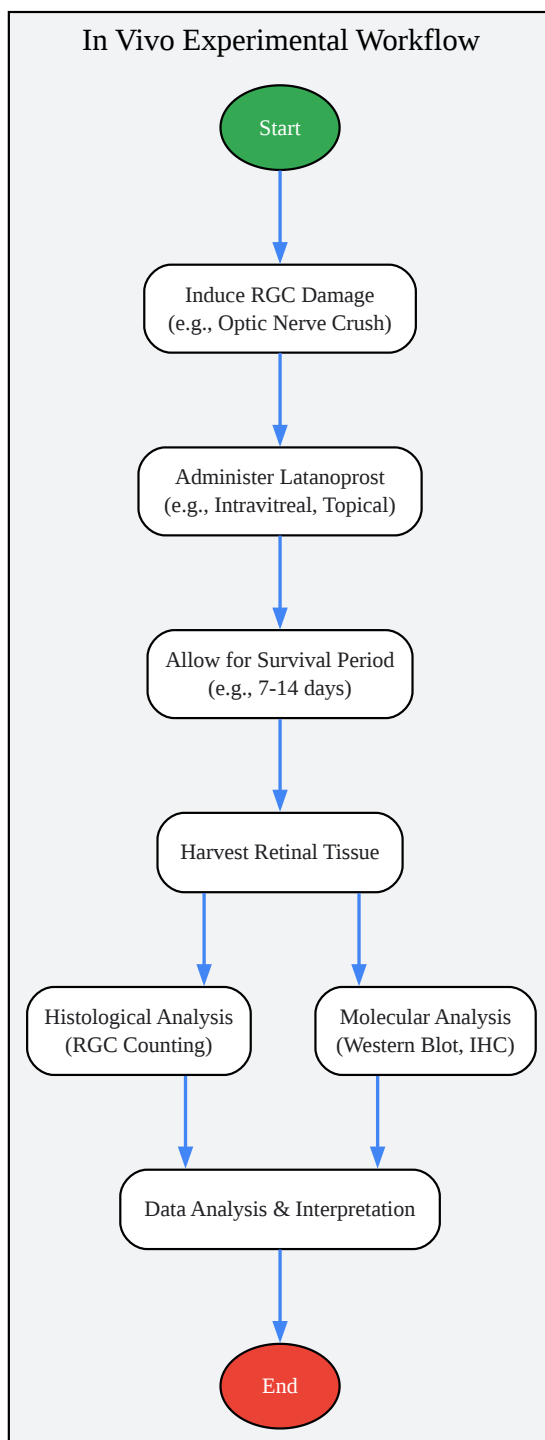 In Vivo Experimental Workflow
Start
Induce RGC Damage
(e.g., Optic Nerve Crush)
Administer Latanoprost
(e.g., Intravitreal, Topical)
Allow for Survival Period
(e.g., 7-14 days)
Harvest Retinal Tissue
Histological Analysis
(RGC Counting)
Molecular Analysis
(Western Blot, IHC)
Data Analysis & Interpretation
End